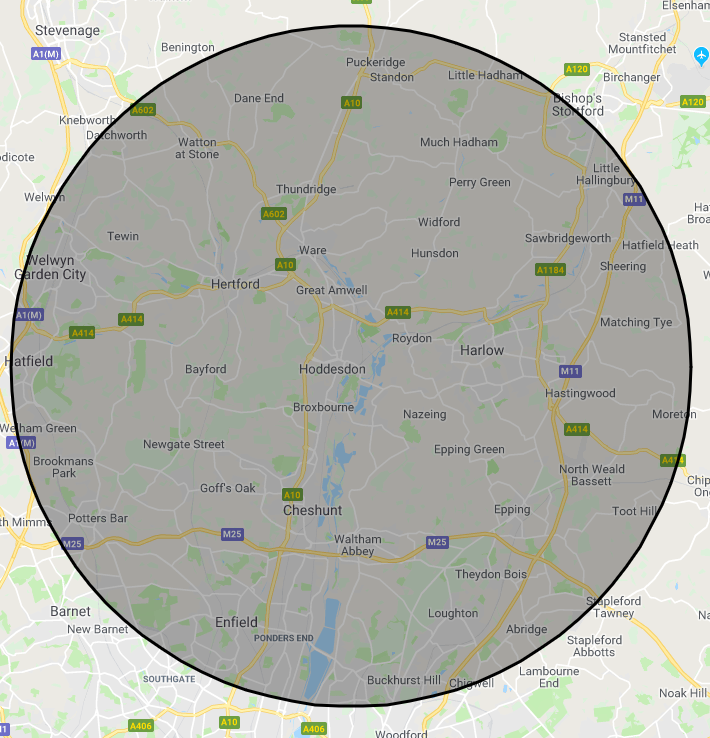 Elsenham
Stevenage
A1(M)
Benington
Stansted
Mountfitchet
Puckeridge
Standon
Little Hadham
A120
Birchanger
Dane End
A10
A602
Bishop's
Stortford
A120
Knebworth
Datchworth
odicote
Watton
at Stone
Much Hadham
Little
Hallingbury
Perry Green
Thundridge
Welwyn
M11
A602
Widford
Tewin
Sawbridgeworth
Hatfield Heath
Ware
Hunsdon
Welwyn
Garden City
A10
A1184
Sheering
Hertford
Great Amwell
A1(M)
A414
A414
A414
Matching Tye
Roydon
Harlow
Hatfield
Bayford
Hoddesdon
M11
Hastingwood
Broxbourne
Nazeing
Moreton
Welham Green
A1(M)
A414
Newgate Street
Epping Green
Brookmans
Park
A414
North Weald
Bassett
Goff's Oak
A10
Cheshunt
Epping
Toot Hill
th Mimms
Potters Bar
M25
M25
Waltham
Abbey
M25
Theydon Bois
Stapleford
Tawney
Barnet
New Barnet
Enfield
Loughton
Abridge
PONDERS END
Stapleford
Abbotts
SOUTHGATE
Buckhurst Hill
Chigwell
Lambourne
End
Noak Hill
A406
A10
A406
Woodford